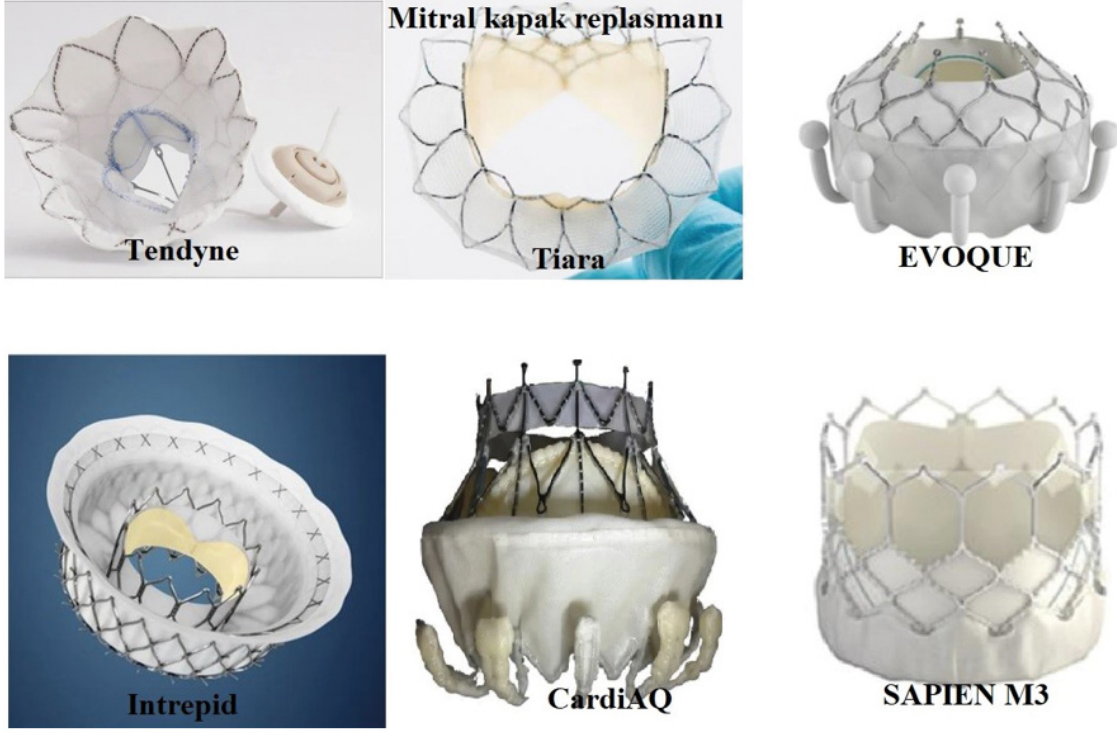 Mitral kapak replasmanı
Tendyne
Tiara
EVOQUE
Intrepid
CardiAQ
SAPIEN M3